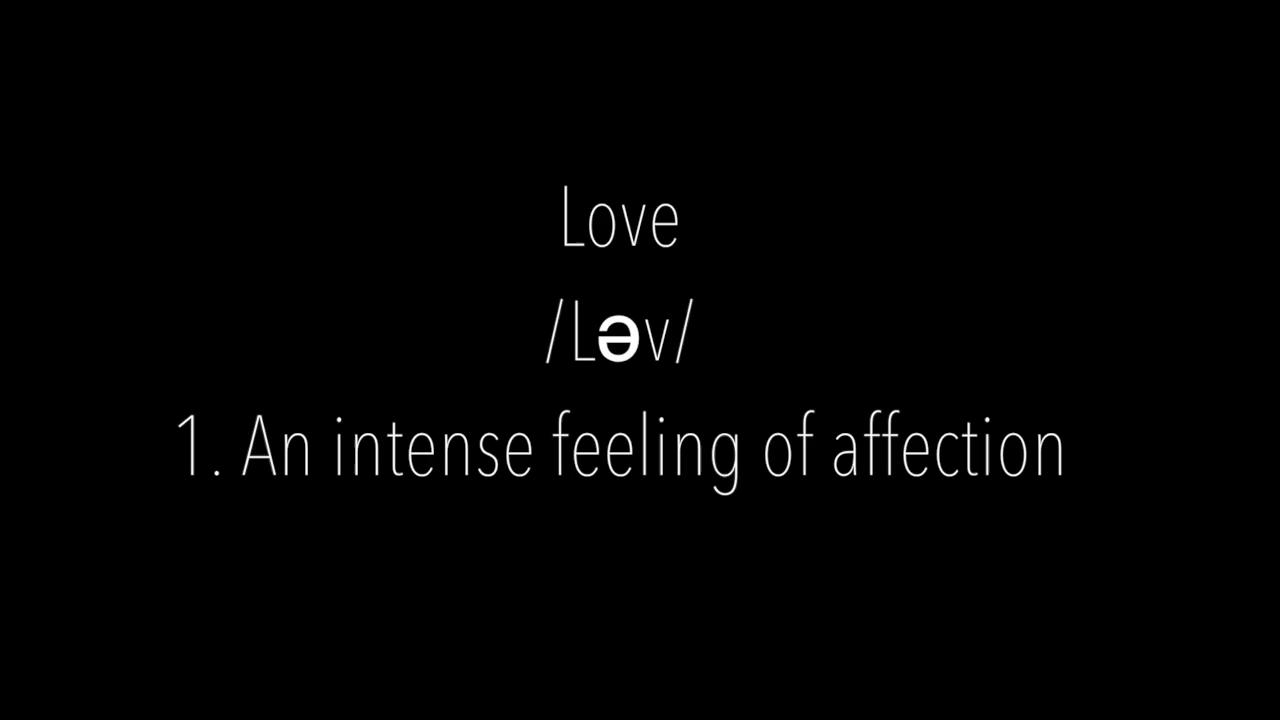 Love
/Ləv/
1. An intense feeling of affection